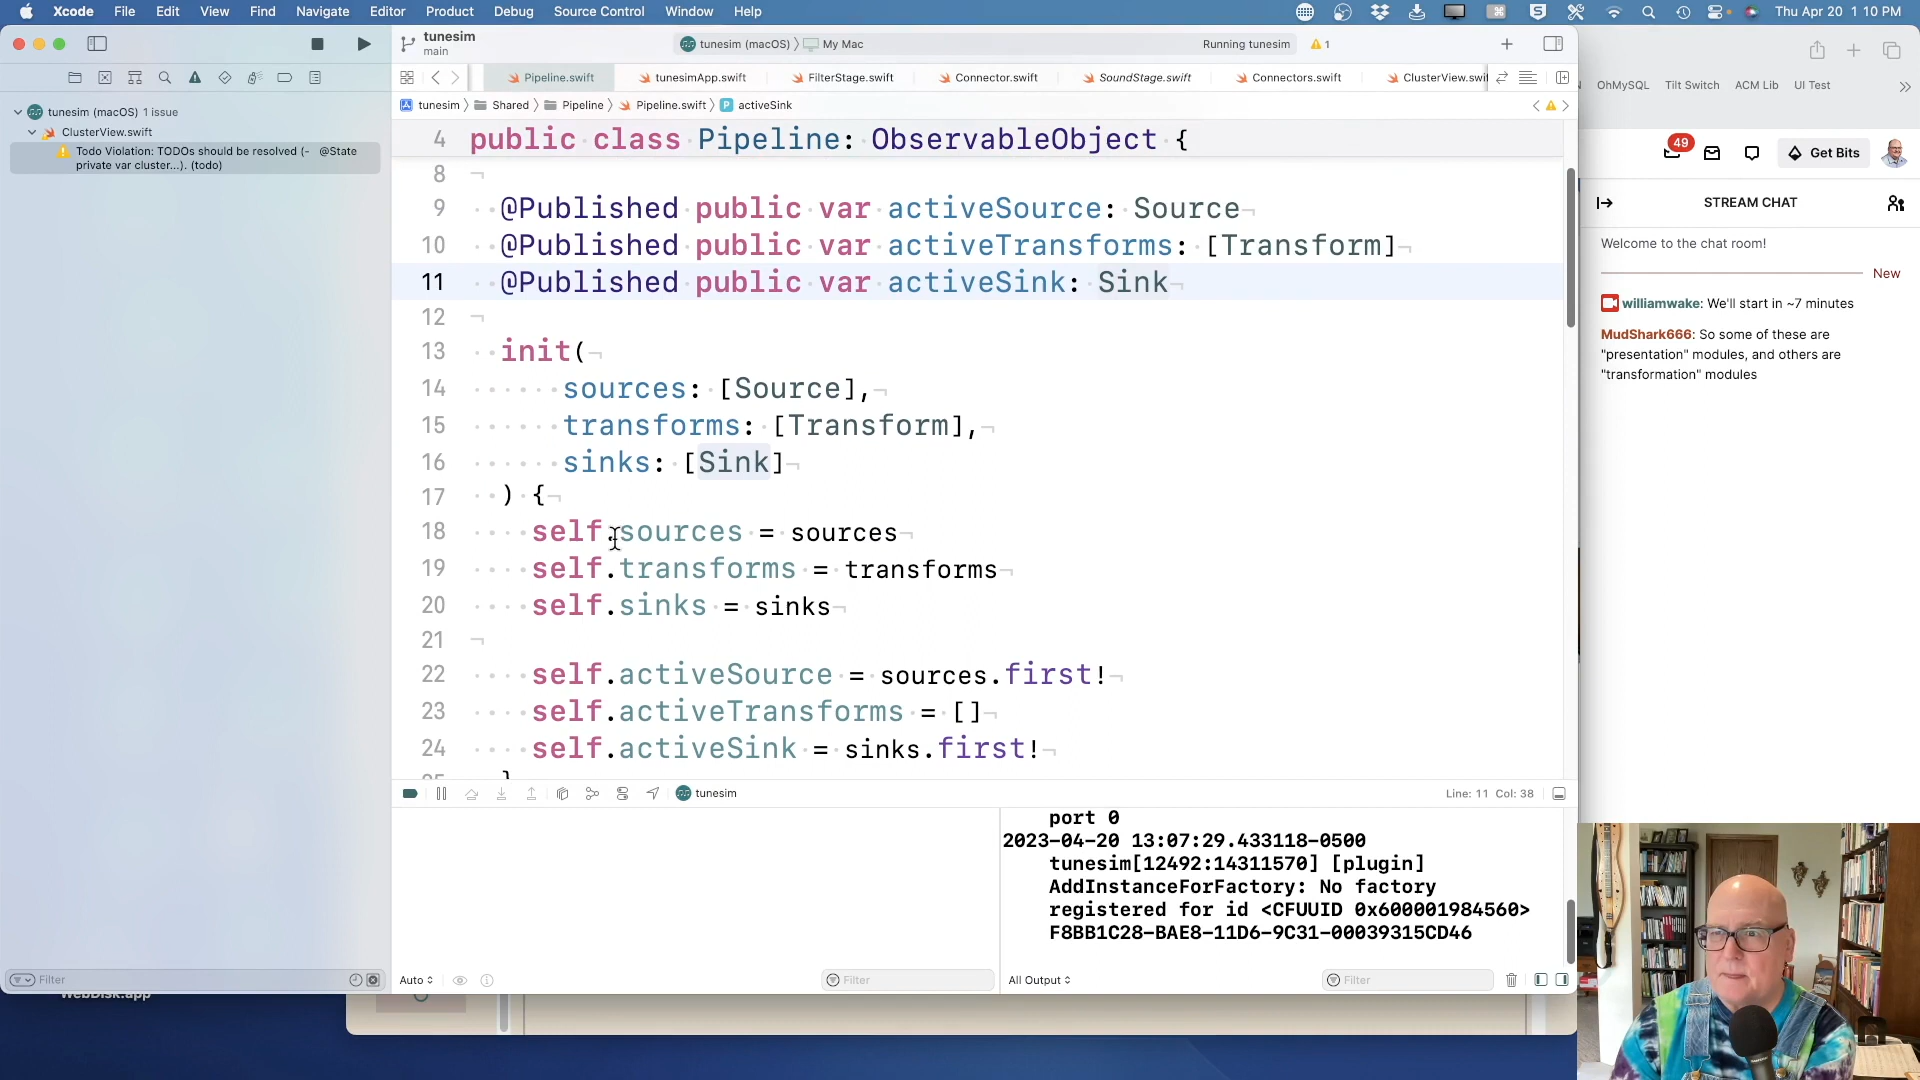 Xcode File Edit View Find Navigate Editor Product Debug Source Control Window Help
Thu Apr 20 1 10 PM
tunesim
main
tunesim (macOS) My Mac
Running tunesim
1
Pipeline.swift
tunesimApp.swift
FilterStage.swift
Connector.swift
SoundStage.swift
Connectors.swift
ClusterView.swif
tunesim Shared Pipeline Pipeline.swift P activeSink
tunesim (macOS) 1 issue
ClusterView.swift
Todo Violation: TODOs should be resolved (- @State
private var cluster...). (todo)
4 public class Pipeline: ObservableObject {
8
9 @Published public var activeSource: Source
10 @Published public var activeTransforms: [Transform]
11 @Published public var activeSink: Sink
12
13 init(
14 sources: [Source],
15 transforms: [Transform],
16 sinks: [Sink]
17 ) {
18 self.sources = sources
19 self.transforms = transforms
20 self.sinks = sinks
21
22 self.activeSource = sources.first!
23 self.activeTransforms = []
24 self.activeSink = sinks.first!
tunesim
Line: 11 Col: 38
port 0
2023-04-20 13:07:29.433118-0500
tunesim[12492:14311570] [plugin]
AddInstanceForFactory: No factory
registered for id <CFUUID 0x600001984560>
F8BB1C28-BAE8-11D6-9C31-00039315CD46
Filter
Auto
Filter
All Output
Filter
WebDisk.app
OhMySQL Tilt Switch ACM Lib UI Test
49
Get Bits
STREAM CHAT
Welcome to the chat room!
New
williamwake: We'll start in ~7 minutes
MudShark666: So some of these are
"presentation" modules, and others are
"transformation" modules